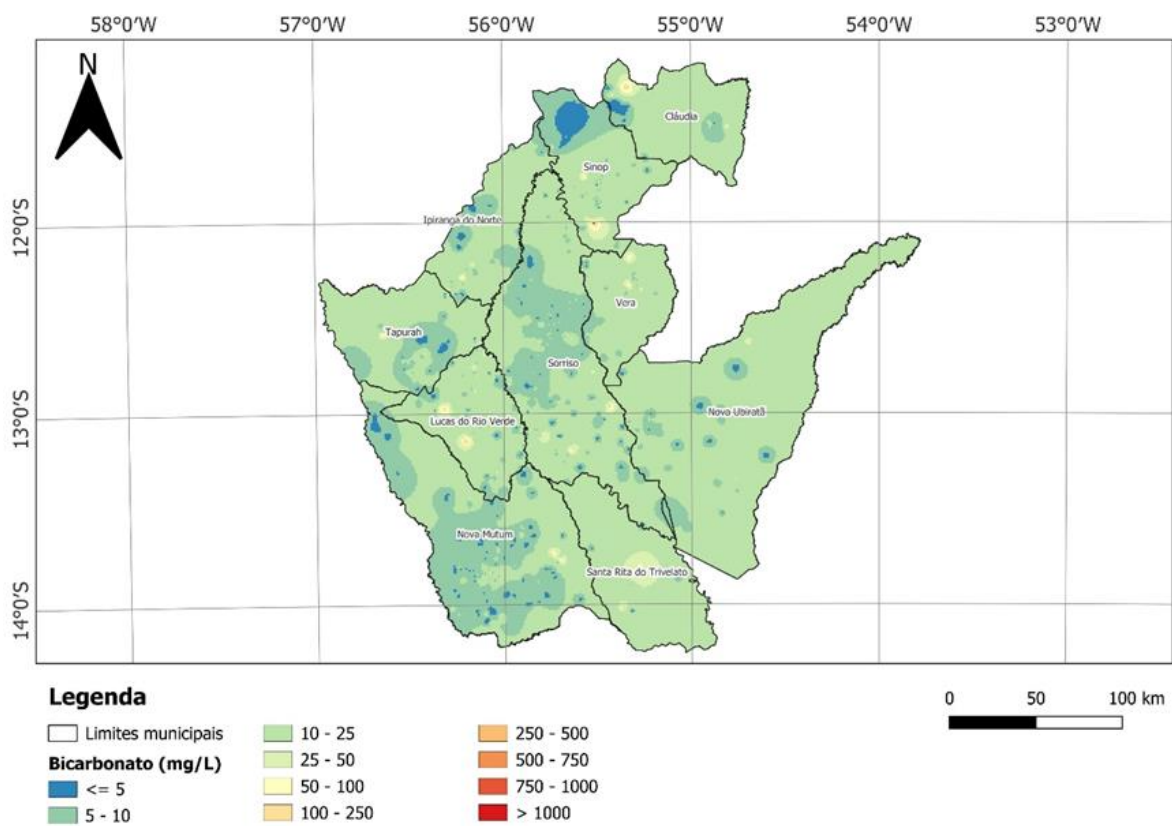 58°0'W 57°0'W 56°0'W 55°0'W 54°0'W 53°0'W
N
Cláudia
Sinop
12°0'S
Ipiranga do Norte
Vera
Tapurah
Sorriso
13°0'S
Nova Ubiratã
Lucas do Rio Verde
Nova Mutum
Santa Rita do Trivelato
14°0'S
Legenda
Limites municipais
Bicarbonato (mg/L)
<= 5
5 - 10
10 - 25
25 - 50
50 - 100
100 - 250
250 - 500
500 - 750
750 - 1000
> 1000
0 50 100 km